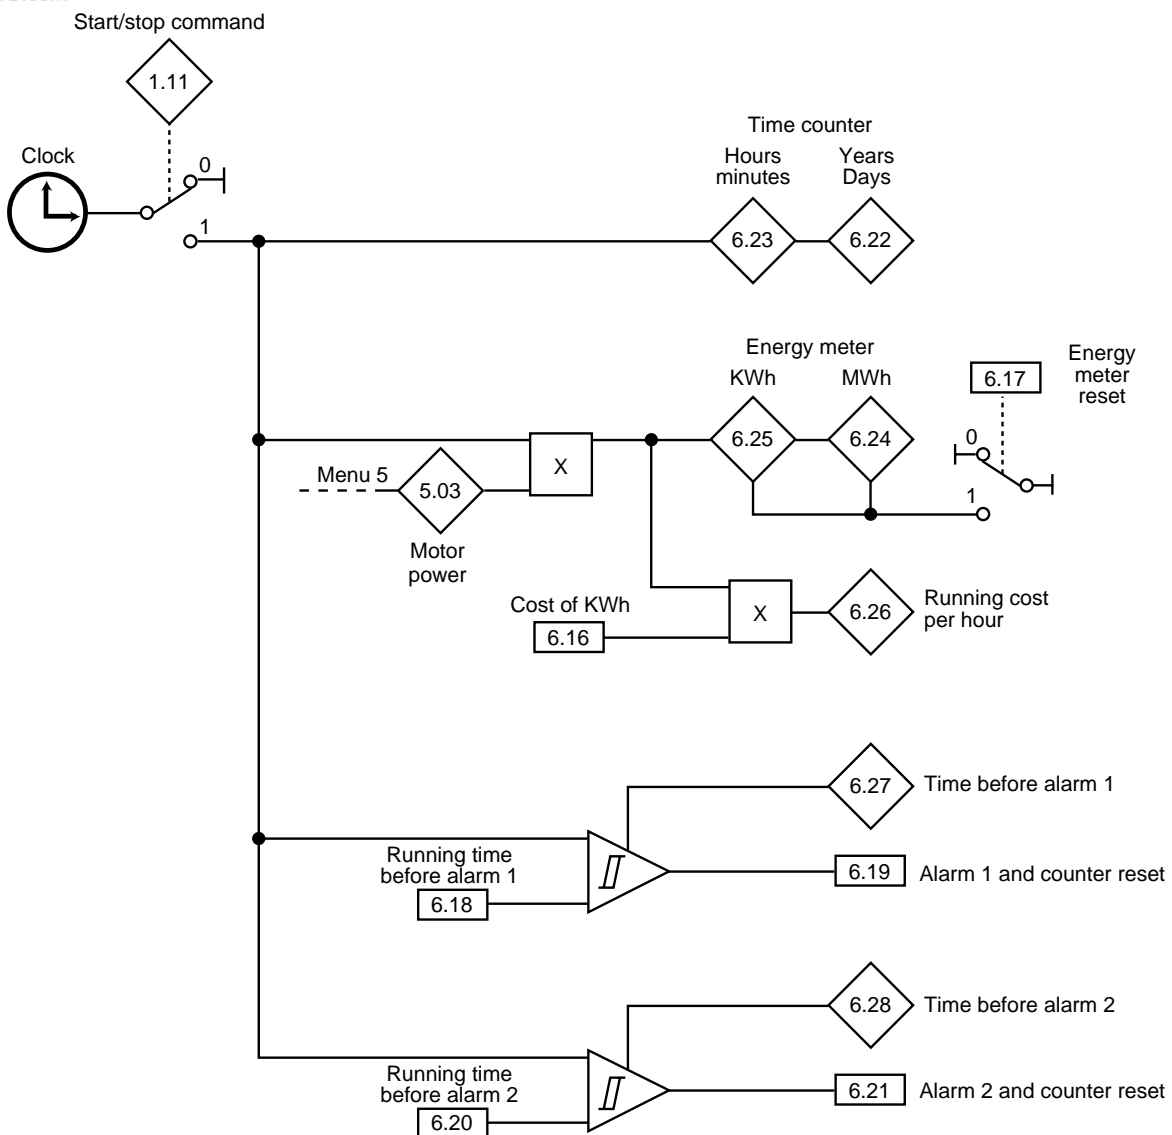 Start/stop command
1.11
Clock
0
1
Time counter
Hours
minutes
Years
Days
6.23
6.22
Energy meter
KWh
MWh
6.25
6.24
6.17
Energy
meter
reset
0
1
X
Menu 5
5.03
Motor
power
Cost of KWh
6.16
X
6.26
Running cost
per hour
6.27
Time before alarm 1
Running time
before alarm 1
6.18
6.19
Alarm 1 and counter reset
6.28
Time before alarm 2
Running time
before alarm 2
6.20
6.21
Alarm 2 and counter reset